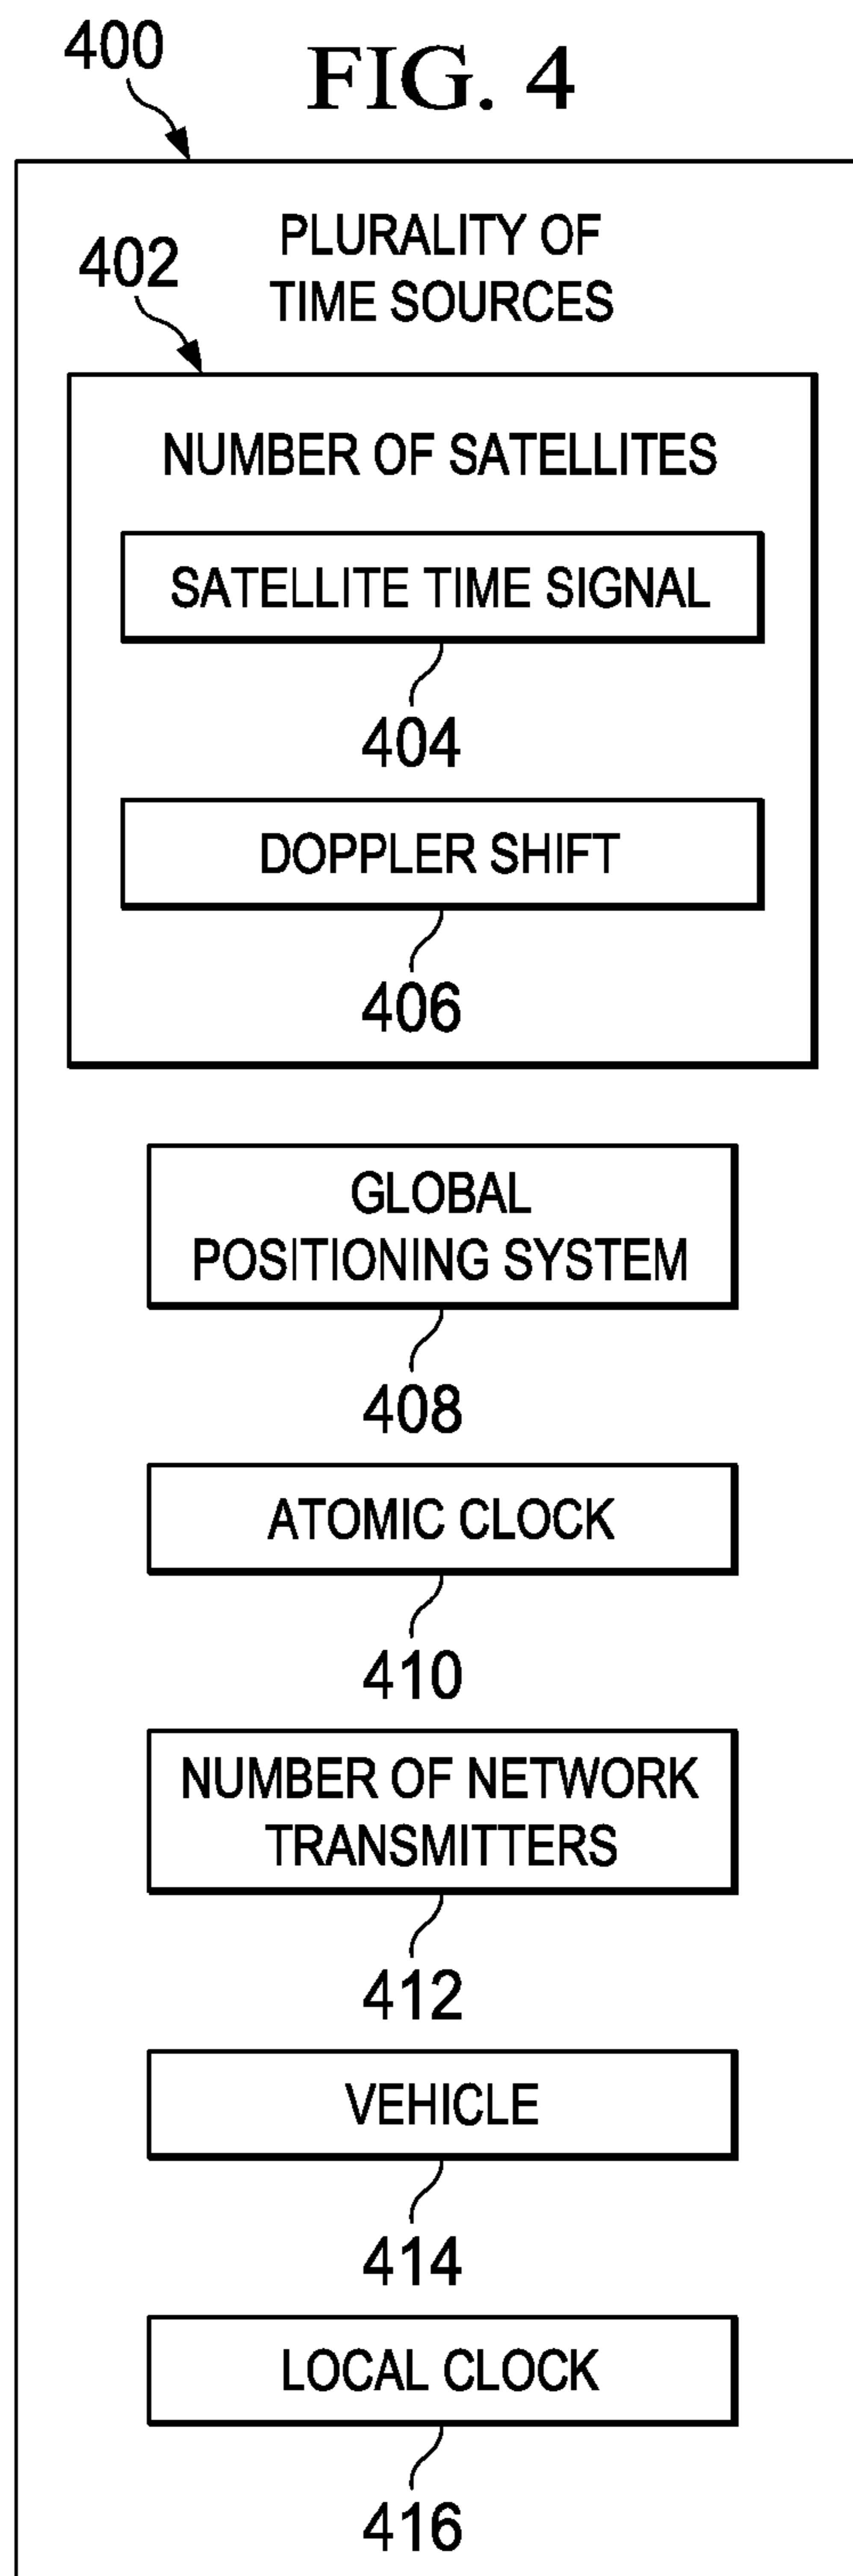 400
FIG. 4
PLURALITY OF
TIME SOURCES
402
NUMBER OF SATELLITES
SATELLITE TIME SIGNAL
404
DOPPLER SHIFT
406
GLOBAL
POSITIONING SYSTEM
408
ATOMIC CLOCK
410
NUMBER OF NETWORK
TRANSMITTERS
412
VEHICLE
414
LOCAL CLOCK
416